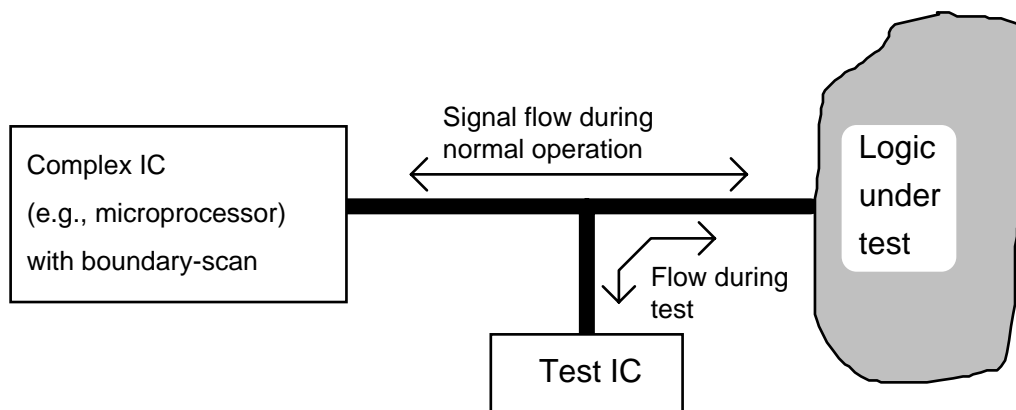 Signal flow during
normal operation
Complex IC
(e.g., microprocessor)
with boundary-scan
Logic
under
test
Flow during
test
Test IC